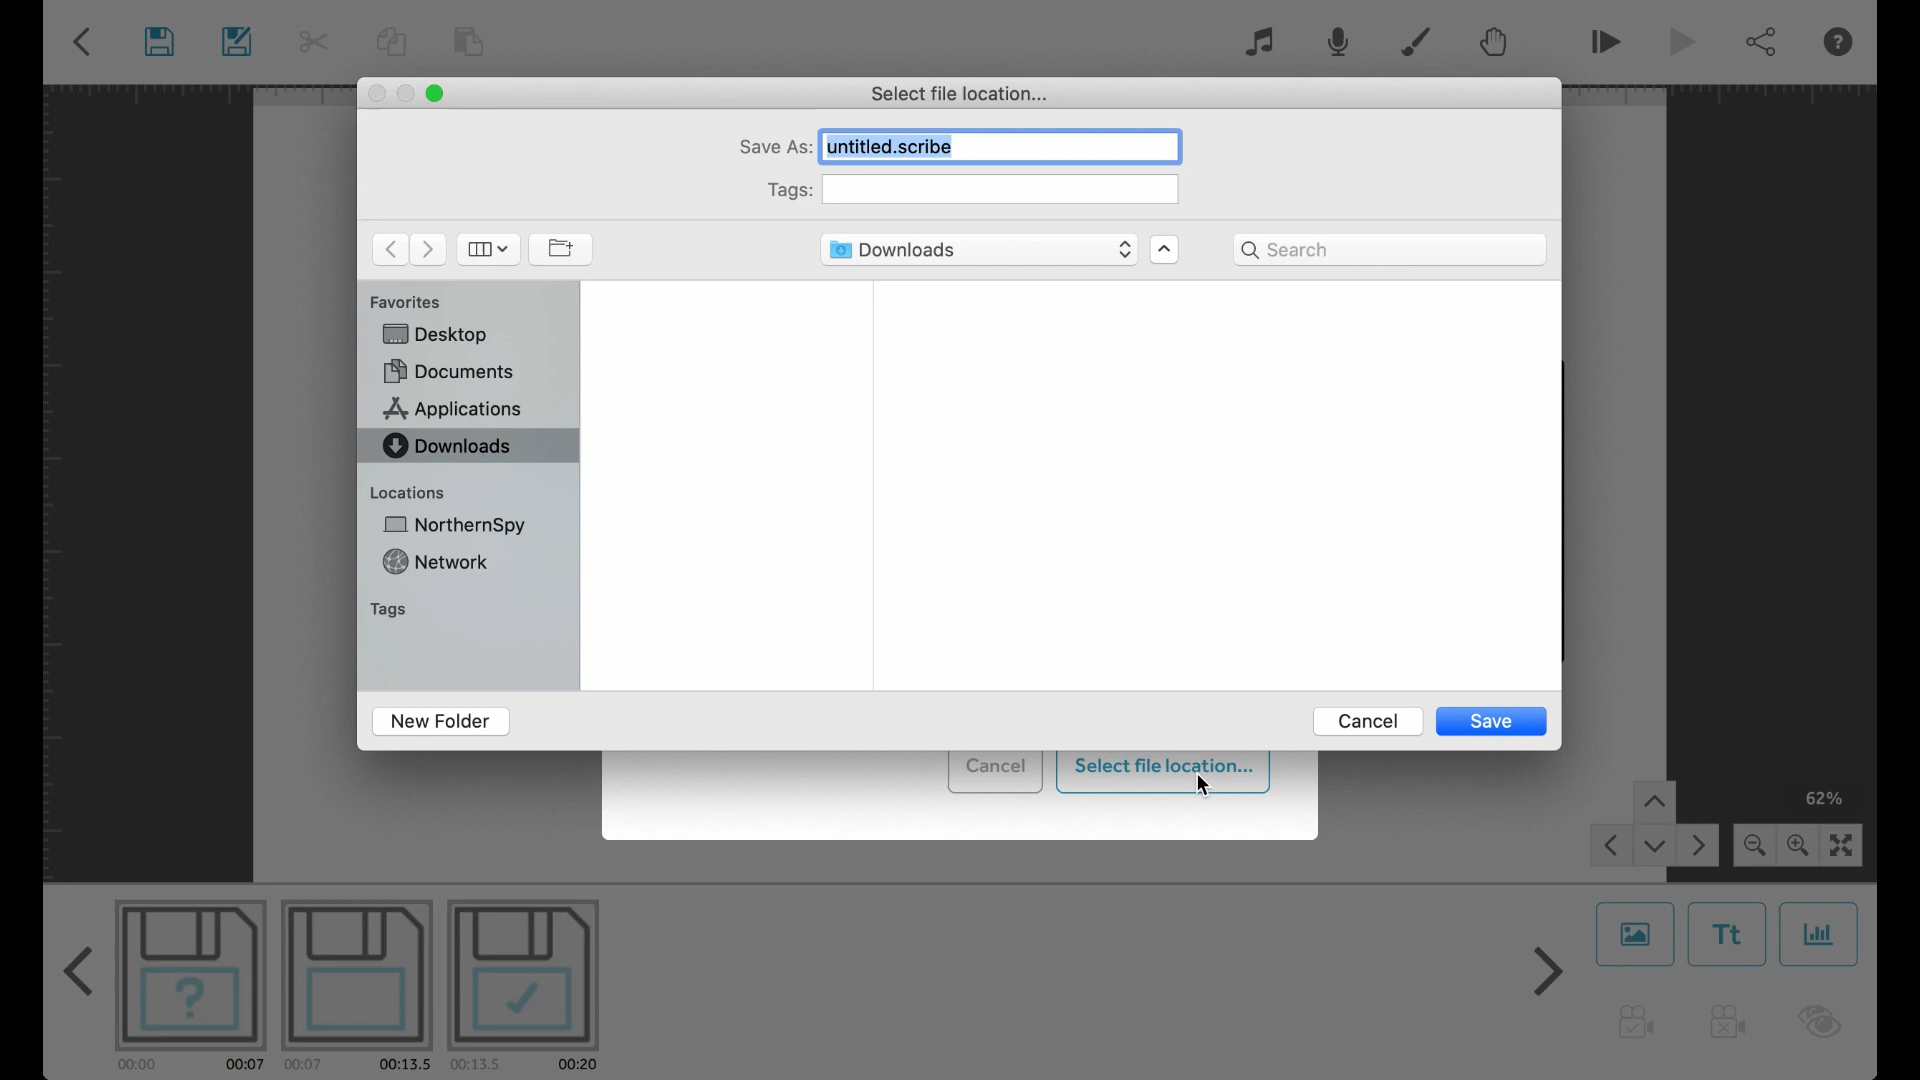 Select file location...
Save As: untitled.scribe
Tags:
Downloads
Search
Favorites
Desktop
Documents
Applications
Downloads
Locations
NorthernSpy
Network
Tags
New Folder
Cancel
Save
Cancel
Select file location...
62%
Tt
00:00 00:07
00:07 00:13.5
00:13.5 00:20